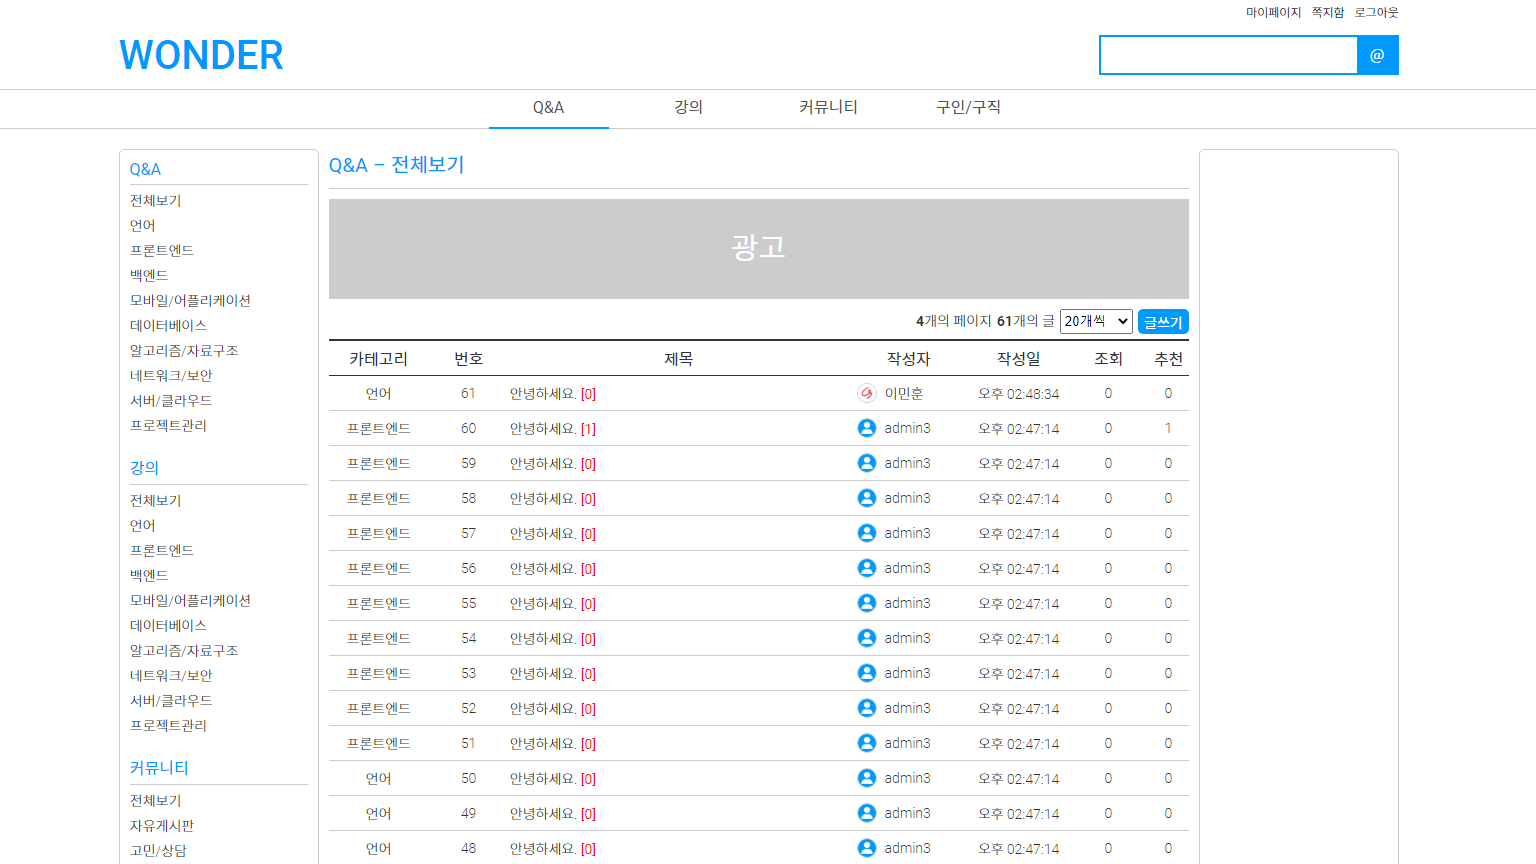 마이페이지 쪽지함 로그아웃
WONDER
@
Q&A 강의 커뮤니티 구인/구직
Q&A
전체보기
언어
프론트엔드
백엔드
모바일/어플리케이션
데이터베이스
알고리즘/자료구조
네트워크/보안
서버/클라우드
프로젝트관리
강의
전체보기
언어
프론트엔드
백엔드
모바일/어플리케이션
데이터베이스
알고리즘/자료구조
네트워크/보안
서버/클라우드
프로젝트관리
커뮤니티
전체보기
자유게시판
고민/상담
Q&A - 전체보기
광고
4개의 페이지 61개의 글 20개씩 글쓰기
카테고리 번호 제목 작성자 작성일 조회 추천
언어 61 안녕하세요. [0] 이민훈 오후 02:48:34 0 0
프론트엔드 60 안녕하세요. [1] admin3 오후 02:47:14 0 1
프론트엔드 59 안녕하세요. [0] admin3 오후 02:47:14 0 0
프론트엔드 58 안녕하세요. [0] admin3 오후 02:47:14 0 0
프론트엔드 57 안녕하세요. [0] admin3 오후 02:47:14 0 0
프론트엔드 56 안녕하세요. [0] admin3 오후 02:47:14 0 0
프론트엔드 55 안녕하세요. [0] admin3 오후 02:47:14 0 0
프론트엔드 54 안녕하세요. [0] admin3 오후 02:47:14 0 0
프론트엔드 53 안녕하세요. [0] admin3 오후 02:47:14 0 0
프론트엔드 52 안녕하세요. [0] admin3 오후 02:47:14 0 0
프론트엔드 51 안녕하세요. [0] admin3 오후 02:47:14 0 0
언어 50 안녕하세요. [0] admin3 오후 02:47:14 0 0
언어 49 안녕하세요. [0] admin3 오후 02:47:14 0 0
언어 48 안녕하세요. [0] admin3 오후 02:47:14 0 0